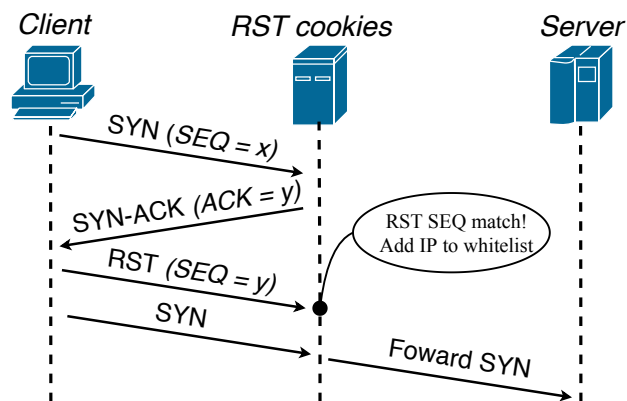 Client
RST cookies
Server
SYN (SEQ = x)
SYN-ACK (ACK = y)
RST SEQ match!
Add IP to whitelist
RST (SEQ = y)
SYN
Foward SYN